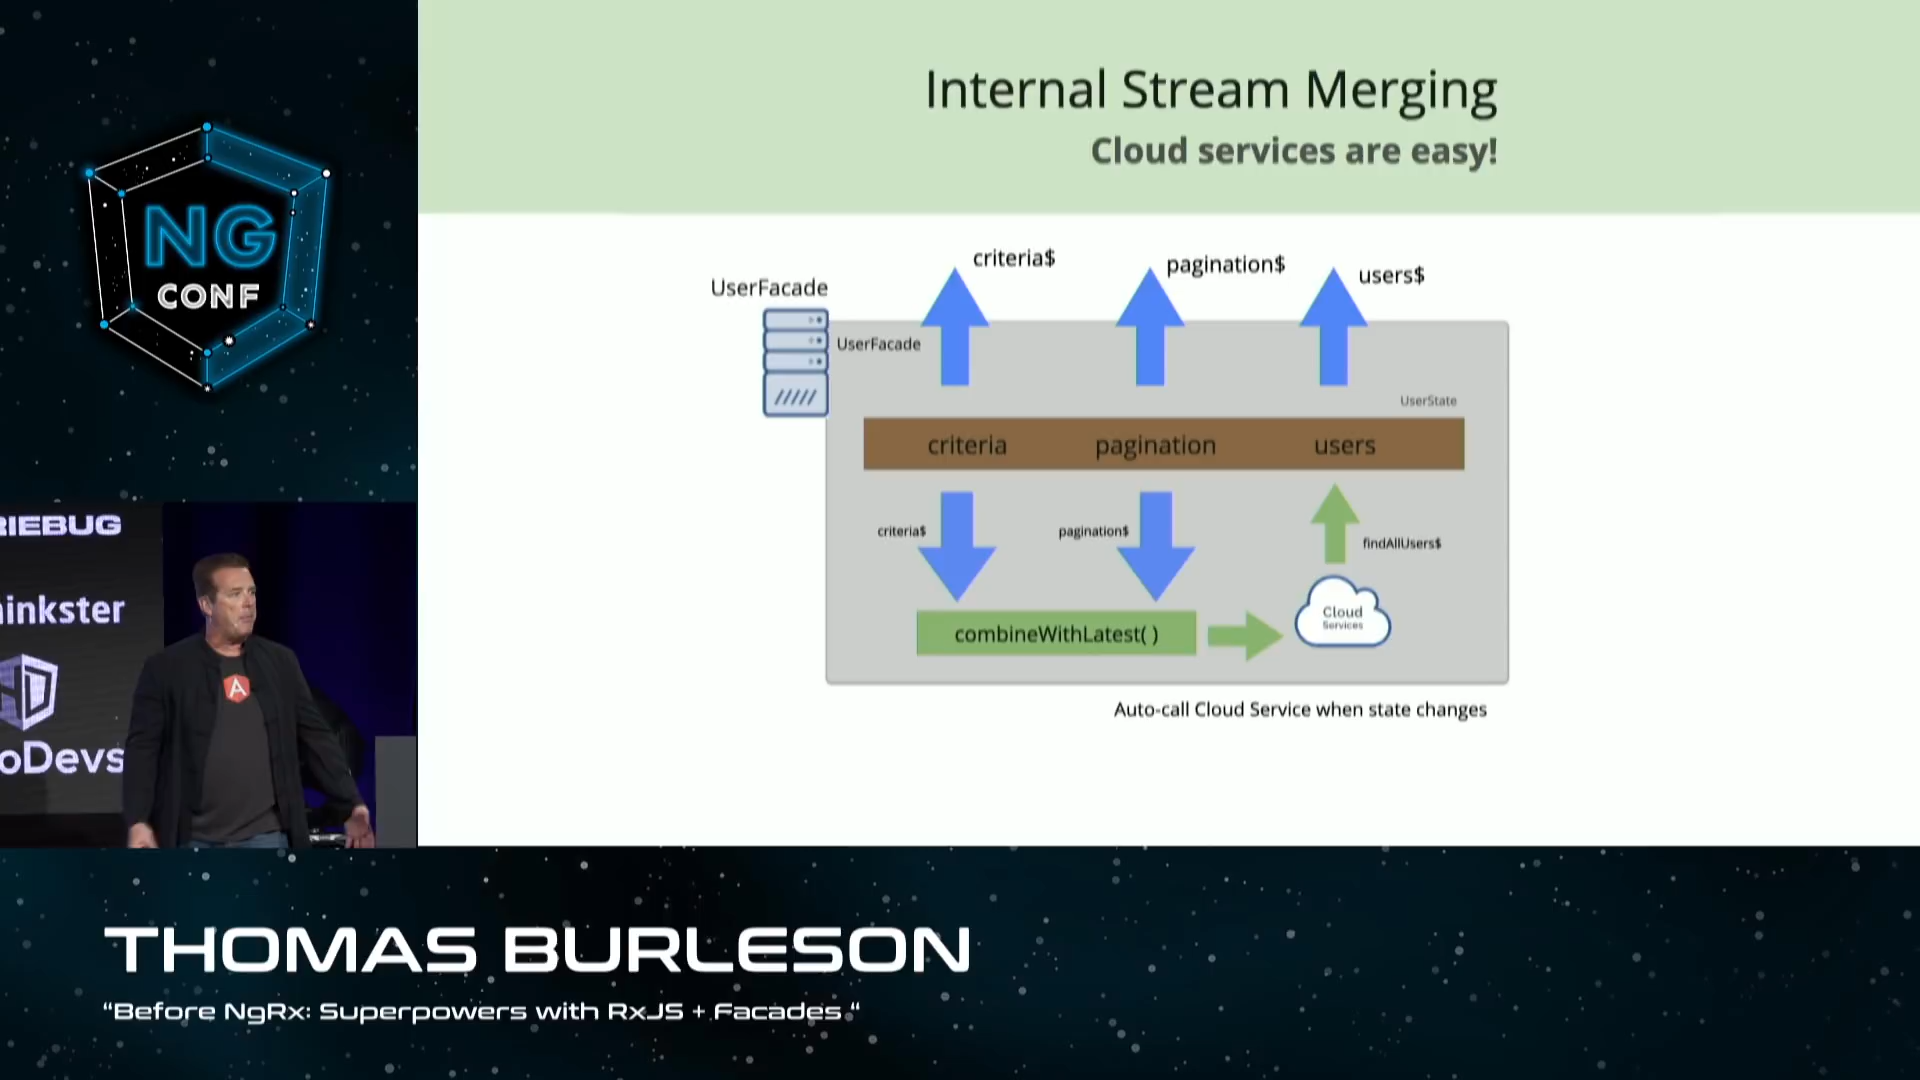 NG
CONF
Internal Stream Merging
Cloud services are easy!
criteria$
pagination$
users$
UserFacade
UserFacade
UserState
criteria pagination users
criteria$
pagination$
findAllUsers$
combineWithLatest( )
Cloud
Services
Auto-call Cloud Service when state changes
RIEBUG
inkster
oDevs
THOMAS BURLESON
“Before NgRx: Superpowers with RxJS + Facades “